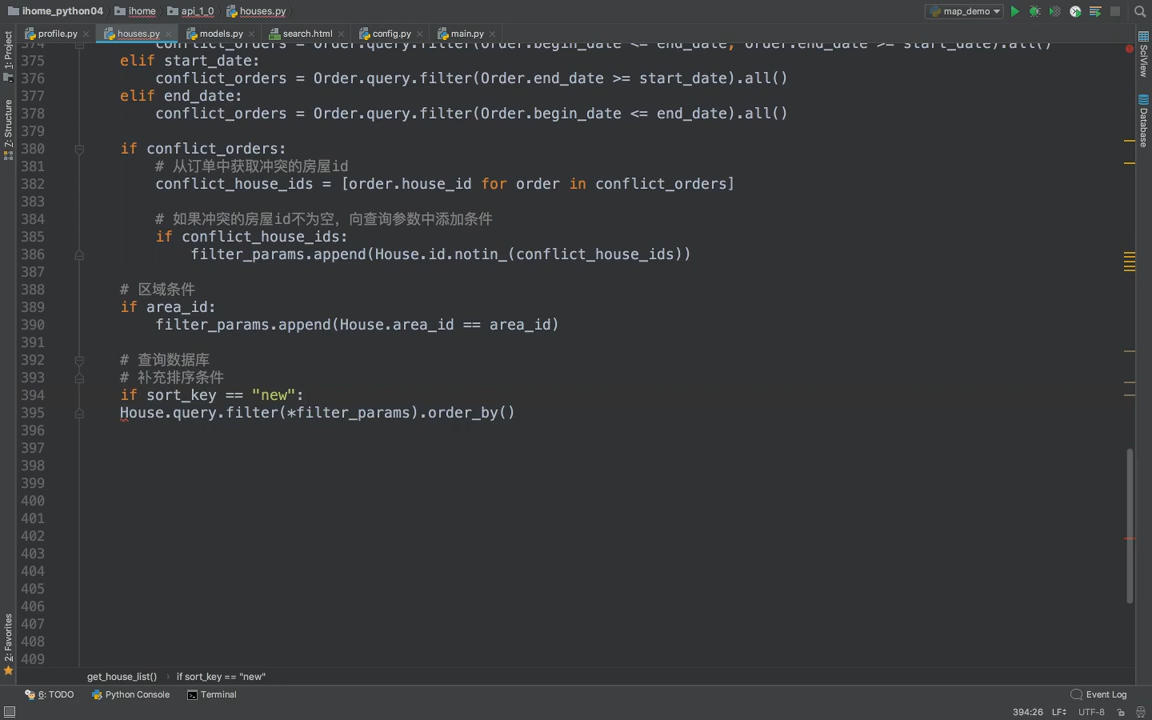 ihome_python04 ihome api_1_0 houses.py map_demo
profile.py houses.py models.py search.html config.py main.py
374 conflict_orders = Order.query.filter(Order.begin_date <= end_date, Order.end_date >= start_date).all()
375 elif start_date:
376 conflict_orders = Order.query.filter(Order.end_date >= start_date).all()
377 elif end_date:
378 conflict_orders = Order.query.filter(Order.begin_date <= end_date).all()
379
380 if conflict_orders:
381 # 从订单中获取冲突的房屋id
382 conflict_house_ids = [order.house_id for order in conflict_orders]
383
384 # 如果冲突的房屋id不为空，向查询参数中添加条件
385 if conflict_house_ids:
386 filter_params.append(House.id.notin_(conflict_house_ids))
387
388 # 区域条件
389 if area_id:
390 filter_params.append(House.area_id == area_id)
391
392 # 查询数据库
393 # 补充排序条件
394 if sort_key == "new":
395 House.query.filter(*filter_params).order_by()
396
397
398
399
400
401
402
403
404
405
406
407
408
409
get_house_list() › if sort_key == "new"
6: TODO Python Console Terminal Event Log
394:26 LF÷ UTF-8
1: Project
7: Structure
2: Favorites
SciView
Database